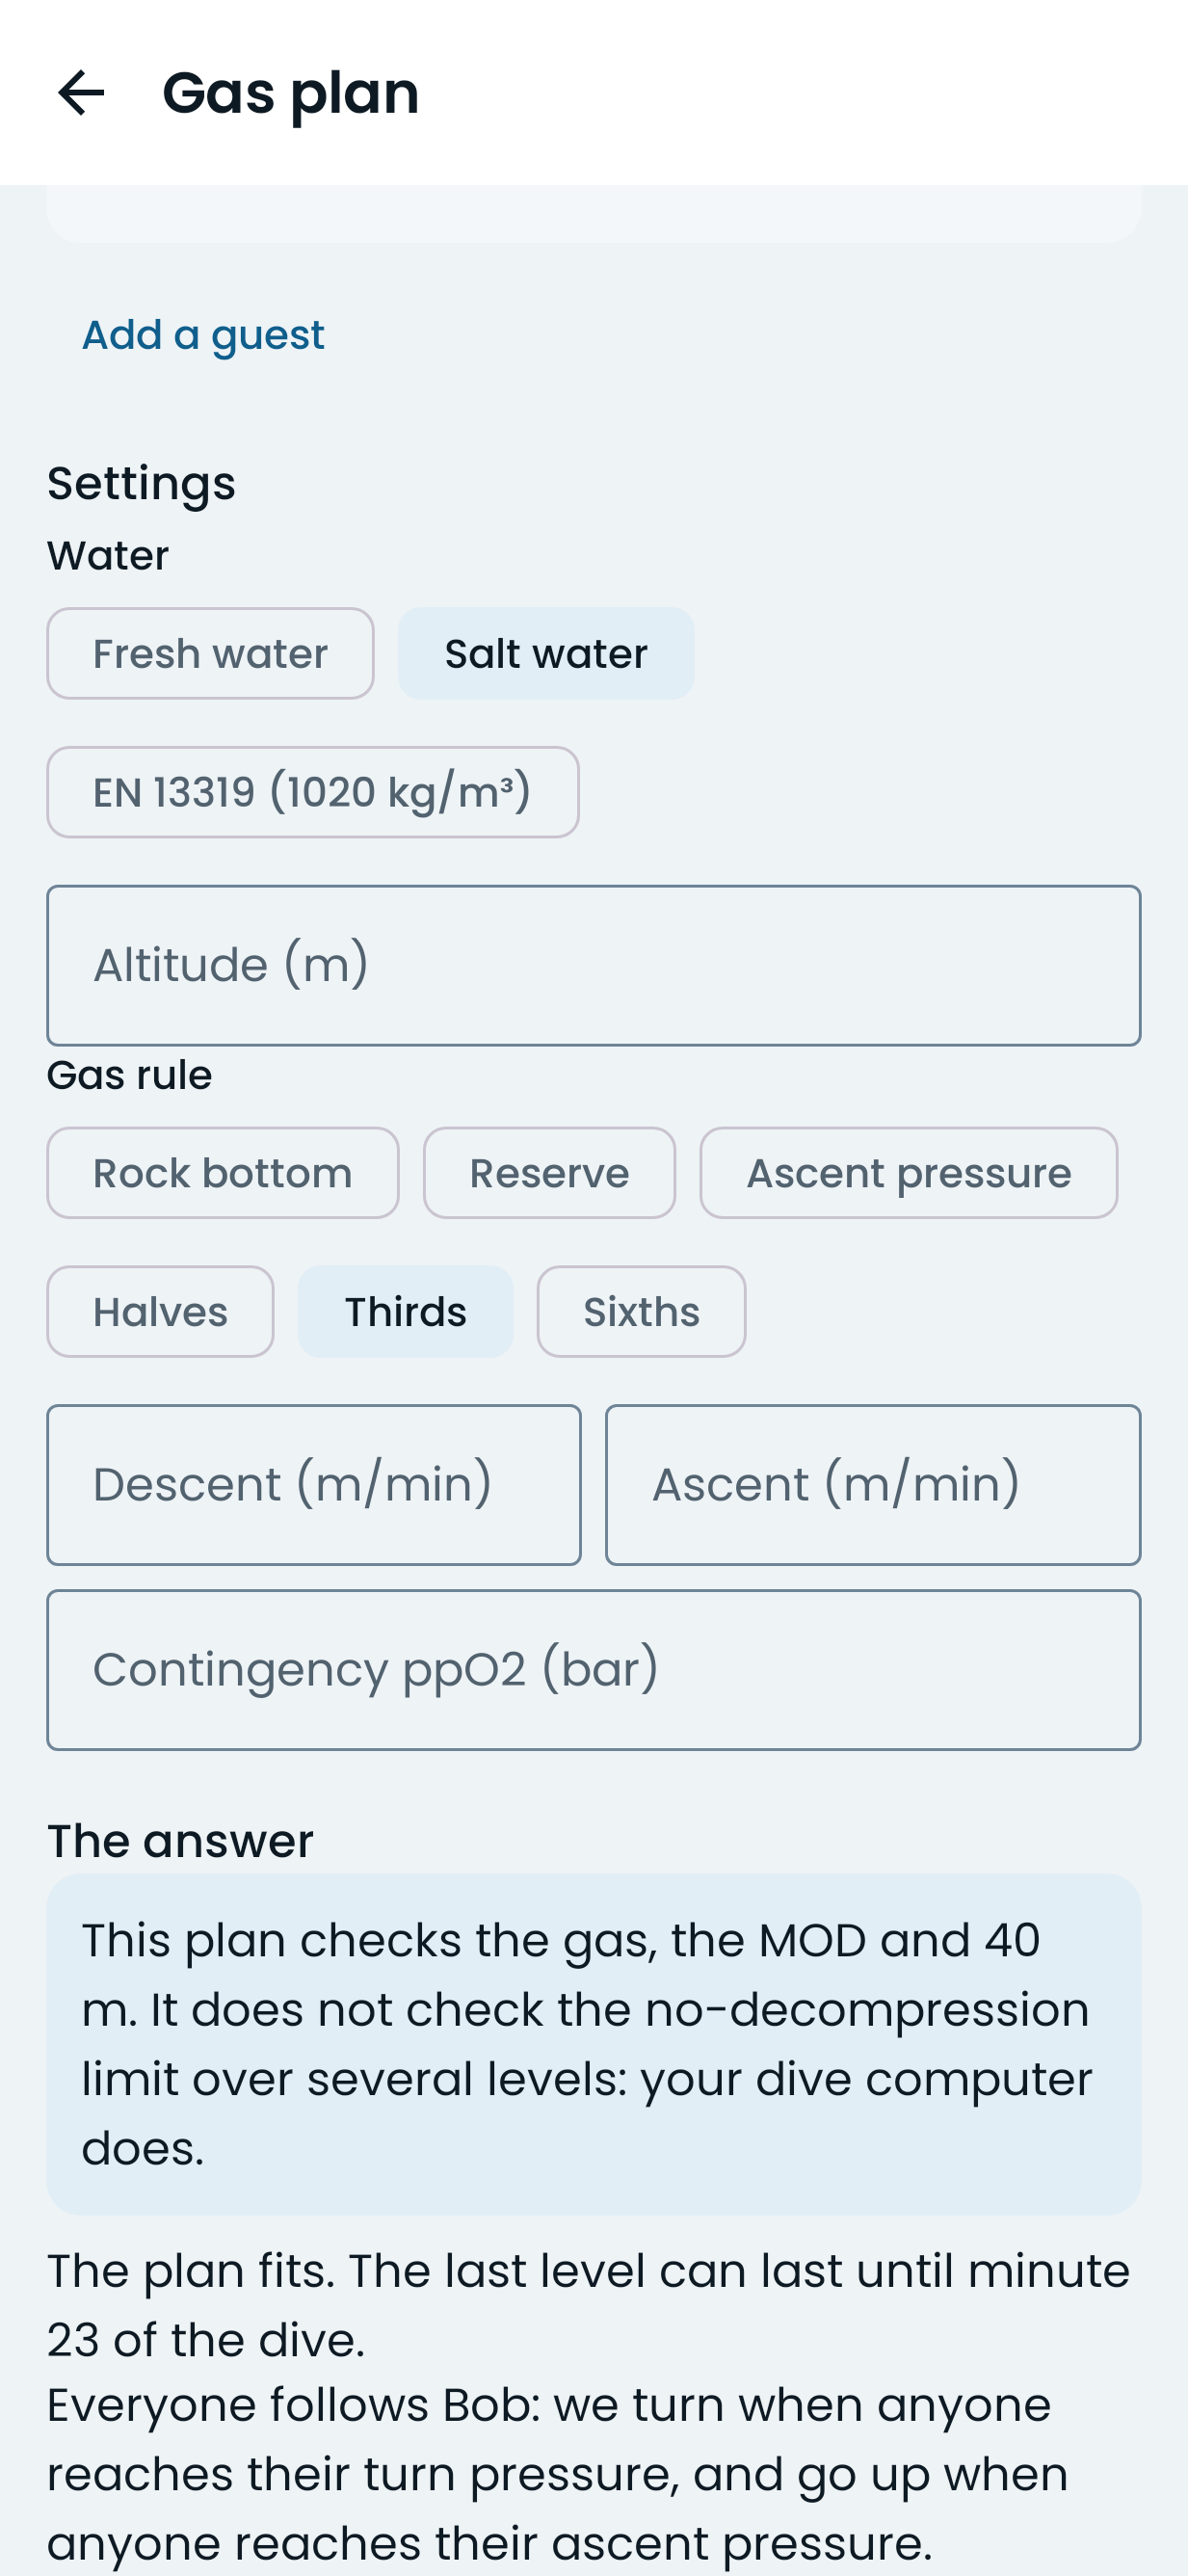 Gas plan
Add a guest
Settings
Water
Fresh water
Salt water
EN 13319 (1020 kg/m³)
Altitude (m)
Gas rule
Rock bottom
Reserve
Ascent pressure
Halves
Thirds
Sixths
Descent (m/min)
Ascent (m/min)
Contingency ppO2 (bar)
The answer
This plan checks the gas, the MOD and 40
m. It does not check the no-decompression
limit over several levels: your dive computer
does.
The plan fits. The last level can last until minute
23 of the dive.
Everyone follows Bob: we turn when anyone
reaches their turn pressure, and go up when
anyone reaches their ascent pressure.